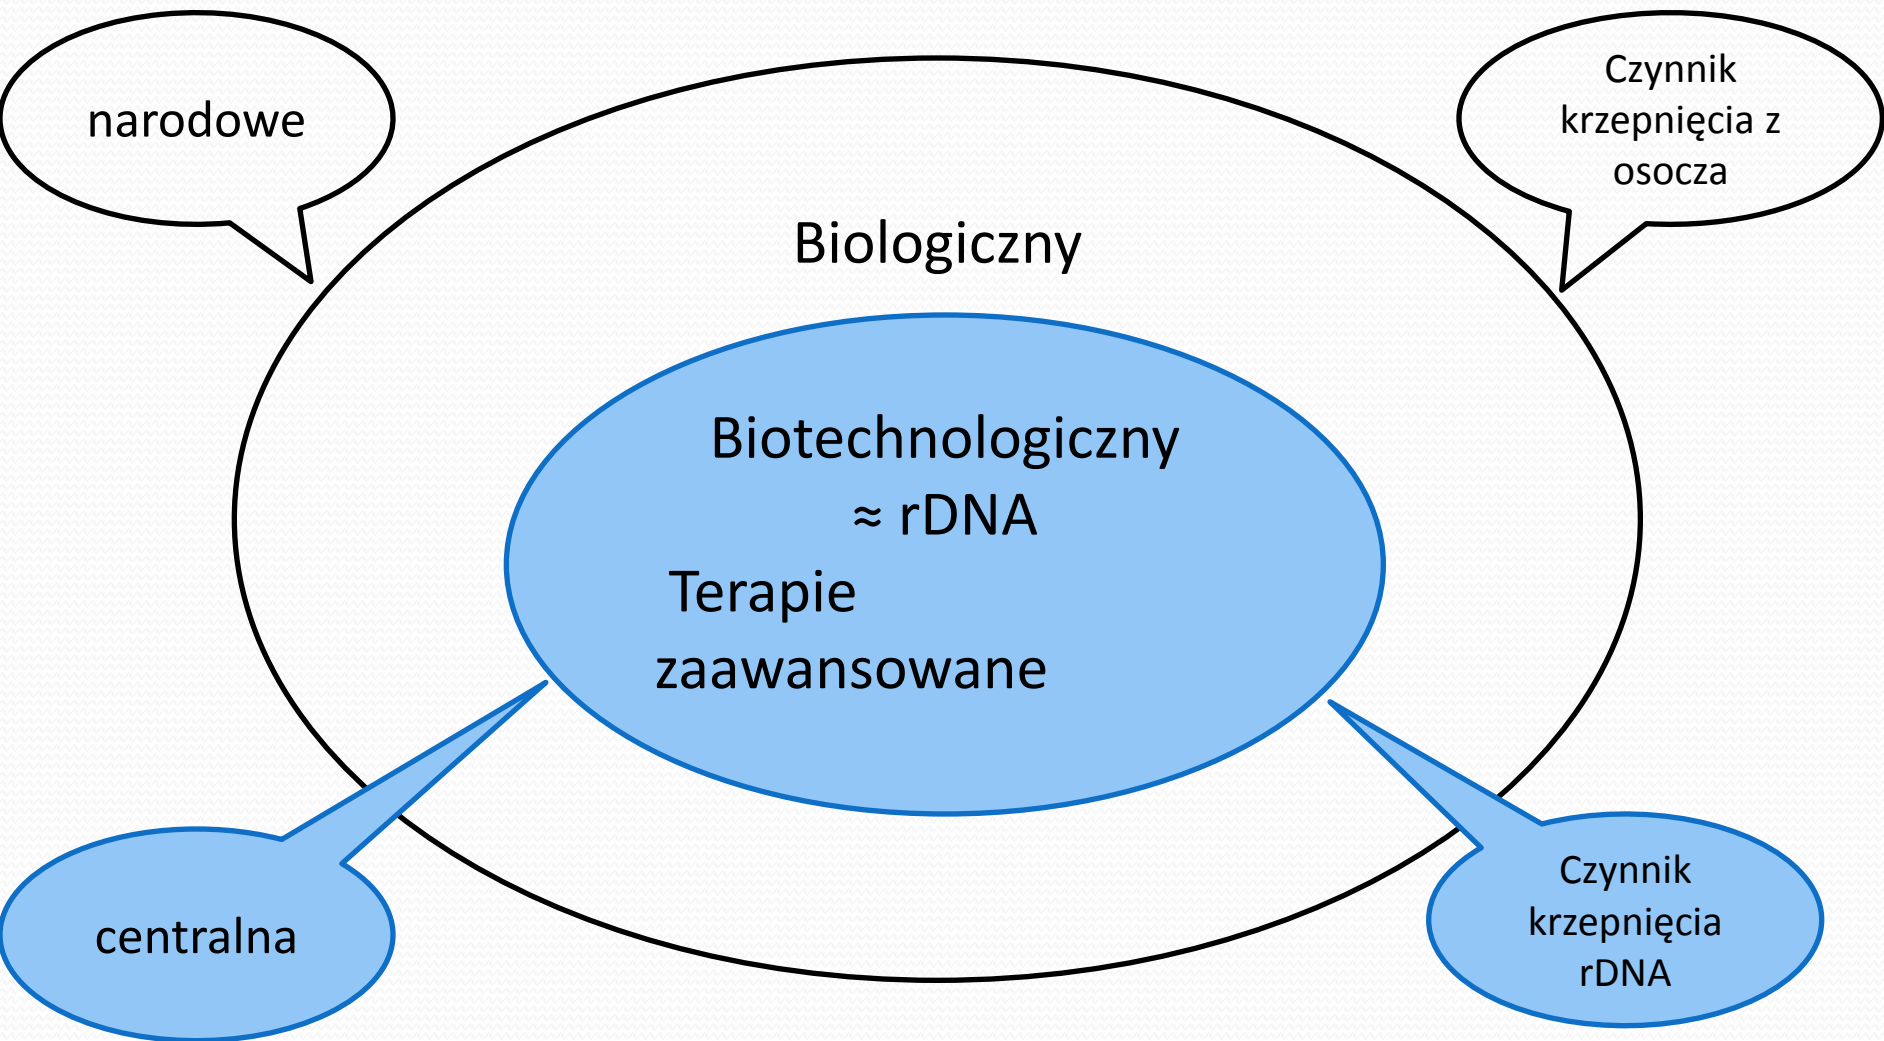 narodowe
Czynnik
krzepnięcia z
osocza
Biologiczny
Biotechnologiczny
≈ rDNA
Terapie
zaawansowane
centralna
Czynnik
krzepnięcia
rDNA